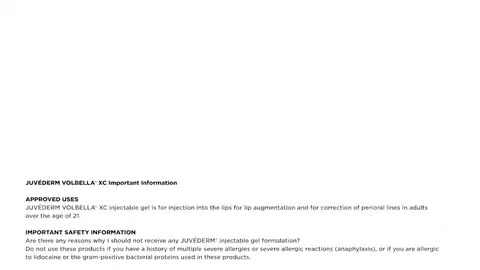 JUVÉDERM VOLBELLA® XC Important Information
APPROVED USES
JUVÉDERM VOLBELLA® XC injectable gel is for injection into the lips for lip augmentation and for correction of perioral lines in adults
over the age of 21.
IMPORTANT SAFETY INFORMATION
Are there any reasons why I should not receive any JUVÉDERM® injectable gel formulation?
Do not use these products if you have a history of multiple severe allergies or severe allergic reactions (anaphylaxis), or if you are allergic
to lidocaine or the gram-positive bacterial proteins used in these products.